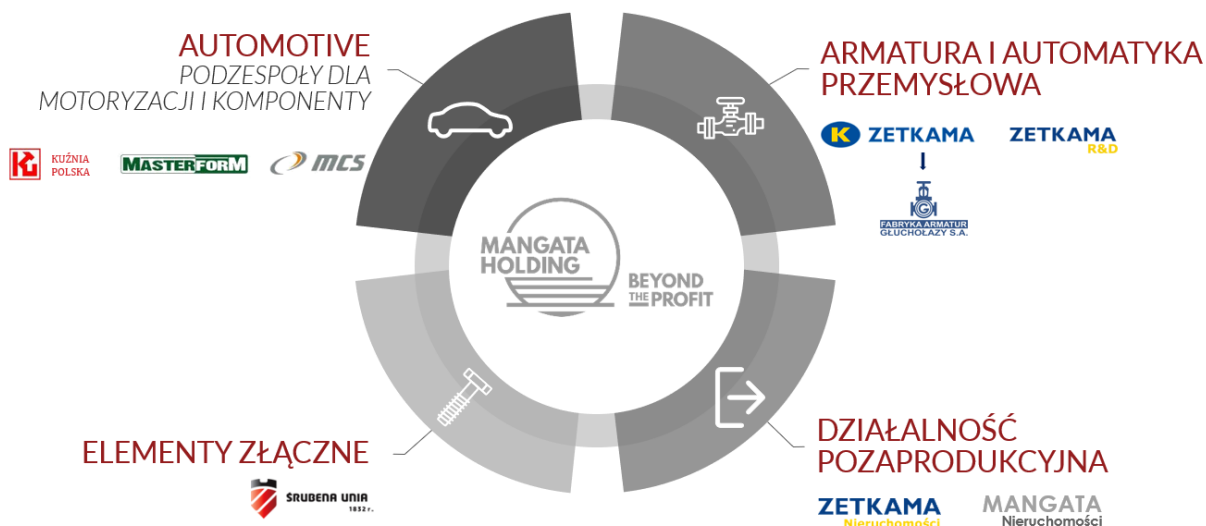 AUTOMOTIVE
PODZESPOŁY DLA
MOTORYZACJI I KOMPONENTY
KUŹNIA
POLSKA
MASTERFORM
MCS
ARMATURA I AUTOMATYKA
PRZEMYSŁOWA
K ZETKAMA
ZETKAMA
R&D
G
FABRYKA ARMATUR
GŁUCHOŁAZY S.A.
MANGATA
HOLDING
BEYOND
THE PROFIT
ELEMENTY ZŁĄCZNE
ŚRUBENA UNIA
1832 r.
DZIAŁALNOŚĆ
POZAPRODUKCYJNA
ZETKAMA
Nieruchomości
MANGATA
Nieruchomości